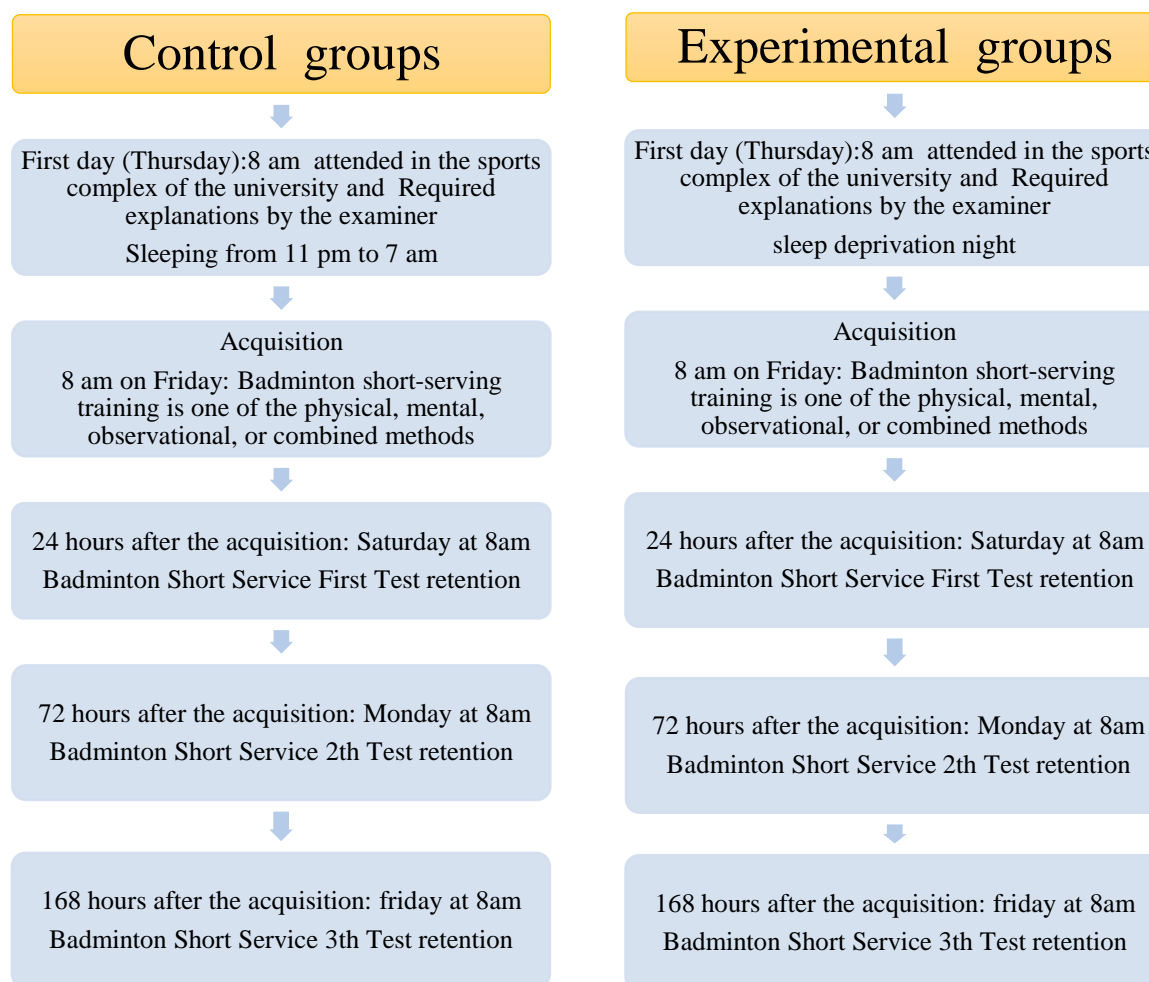 Control groups
First day (Thursday):8 am attended in the sports
complex of the university and Required
explanations by the examiner
Sleeping from 11 pm to 7 am
Acquisition
8 am on Friday: Badminton short-serving
training is one of the physical, mental,
observational, or combined methods
24 hours after the acquisition: Saturday at 8am
Badminton Short Service First Test retention
72 hours after the acquisition: Monday at 8am
Badminton Short Service 2th Test retention
168 hours after the acquisition: friday at 8am
Badminton Short Service 3th Test retention
Experimental groups
First day (Thursday):8 am attended in the sports
complex of the university and Required
explanations by the examiner
sleep deprivation night
Acquisition
8 am on Friday: Badminton short-serving
training is one of the physical, mental,
observational, or combined methods
24 hours after the acquisition: Saturday at 8am
Badminton Short Service First Test retention
72 hours after the acquisition: Monday at 8am
Badminton Short Service 2th Test retention
168 hours after the acquisition: friday at 8am
Badminton Short Service 3th Test retention